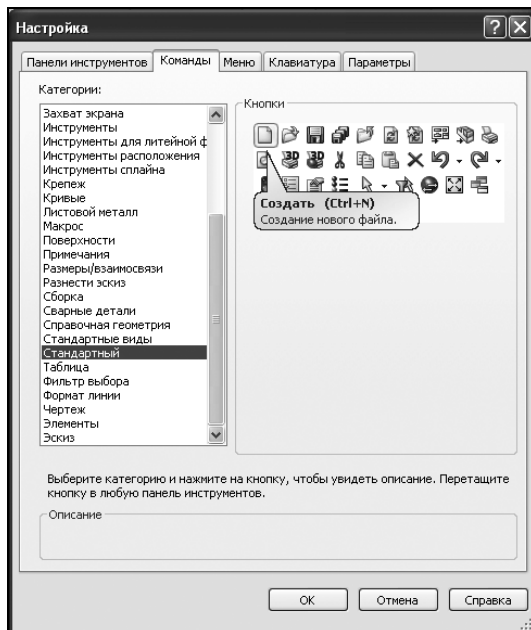 Настройка
Панели инструментов Команды Меню Клавиатура Параметры
Категории:
Захват экрана
Инструменты
Инструменты для литейной ф
Инструменты расположения
Инструменты сплайна
Крепеж
Кривые
Листовой металл
Макрос
Поверхности
Примечания
Размеры/взаимосвязи
Разнести эскиз
Сборка
Сварные детали
Справочная геометрия
Стандартные виды
Стандартный
Таблица
Фильтр выбора
Формат линии
Чертеж
Элементы
Эскиз
Кнопки
3D 3D
Создать (Ctrl+N)
Создание нового файла.
Выберите категорию и нажмите на кнопку, чтобы увидеть описание. Перетащите
кнопку в любую панель инструментов.
Описание
ОК Отмена Справка